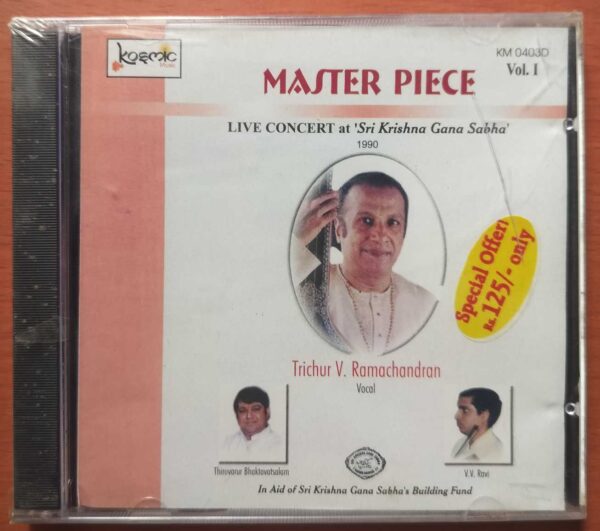 Kosmic
Music
KM 0403D
Vol. I
MASTER PIECE
LIVE CONCERT at 'Sri Krishna Gana Sabha'
1990
Special Offer!
Rs. 125/- only
Trichur V. Ramachandran
Vocal
Thiruvarur Bhaktavatsalam
V.V. Ravi
In Aid of Sri Krishna Gana Sabha's Building Fund